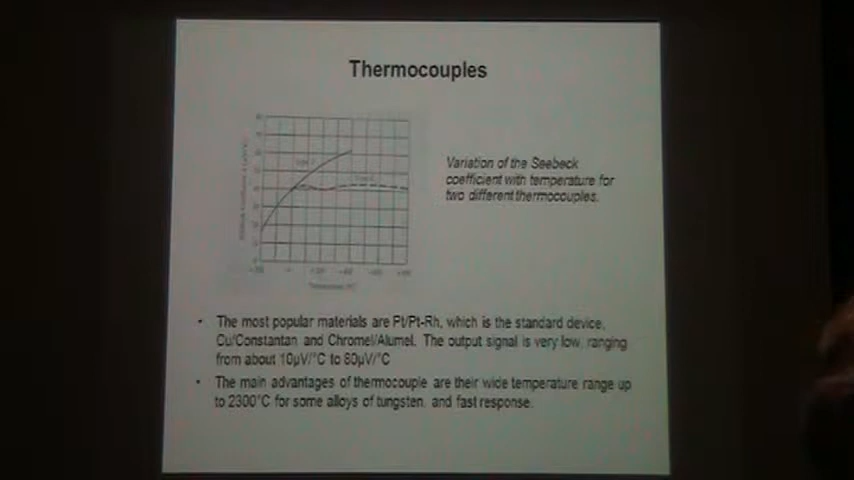 Thermocouples
Variation of the Seebeck
coefficient with temperature for
two different thermocouples.
• The most popular materials are Pt/Pt-Rh, which is the standard device,
Cu/Constantan and Chromel/Alumel. The output signal is very low, ranging
from about 10µV/°C to 80µV/°C
• The main advantages of thermocouple are their wide temperature range up
to 2300°C for some alloys of tungsten, and fast response.